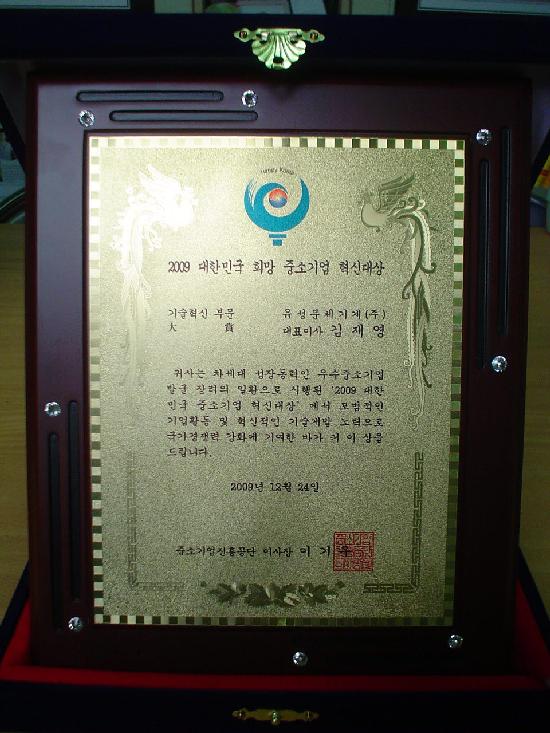 2009 대한민국 희망 중소기업 혁신대상
기술혁신 부문
大 賞
유성분체기계(주)
대표이사 김재영
귀사는 차세대 성장동력인 우수중소기업
발굴 장려의 일환으로 시행된 '2009 대한
민국 중소기업 혁신대상' 에서 모범적인
기업활동 및 혁신적인 기술개발 노력으로
국가경쟁력 강화에 기여한 바가 커 이 상을
드립니다.
2009년 12월 24일
중소기업진흥공단 이사장 이기우